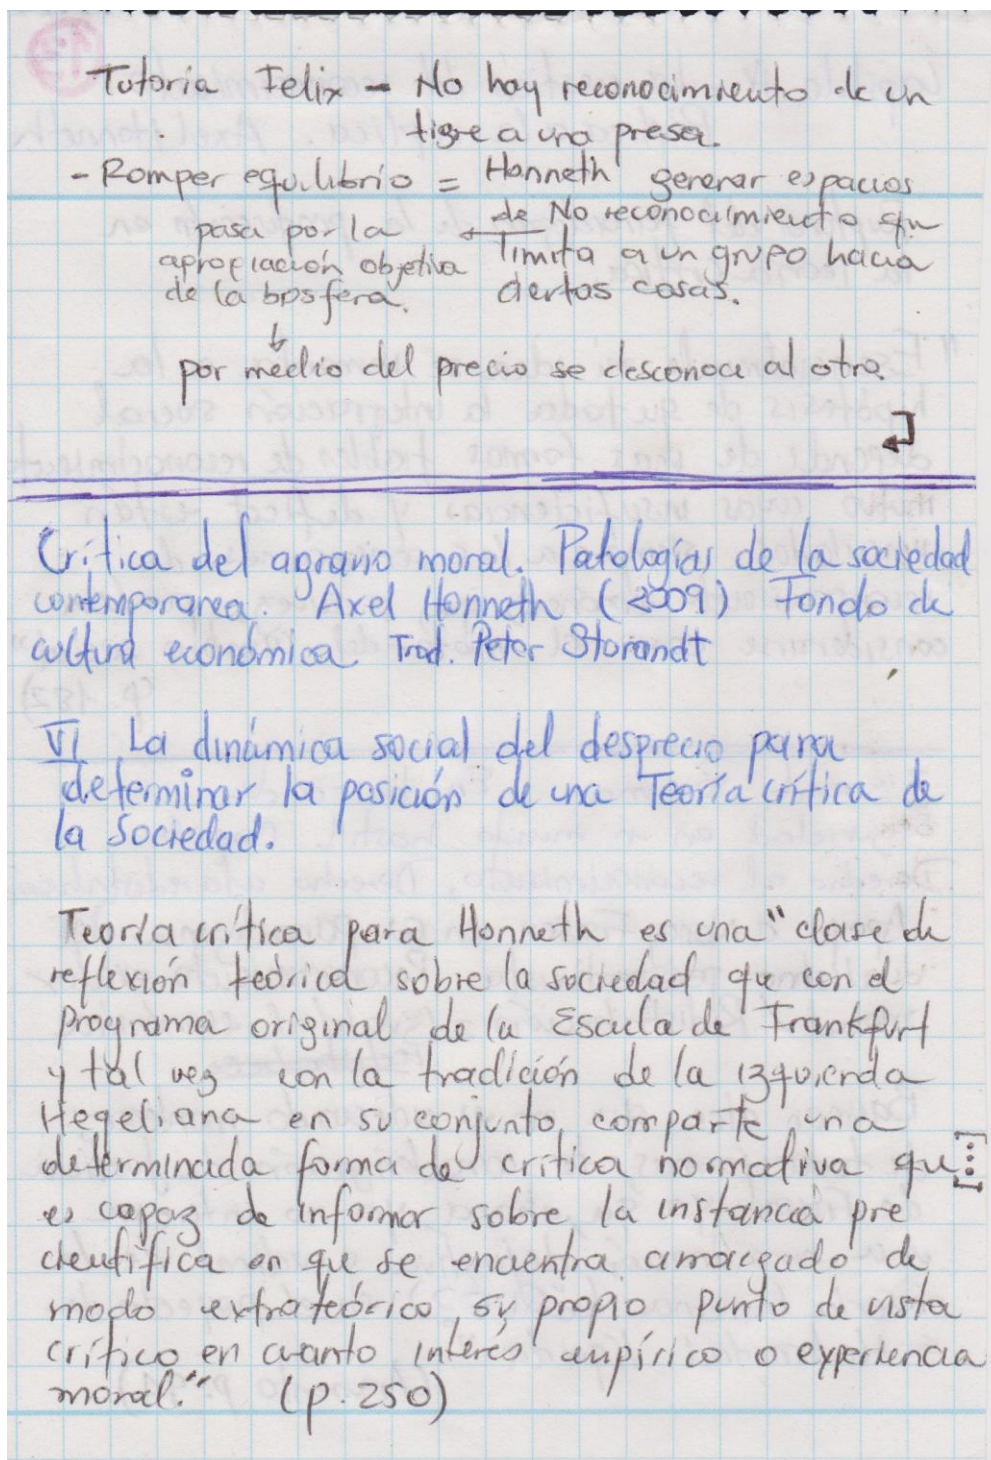 Tutoria Felix - No hay reconocimiento de un
tigre a una presa.
- Romper equilibrio = Honneth generar espacios
de No reconocimiento que
limita a un grupo hacia
ciertas cosas.
← pasa por la
apropiación objetiva
de la biosfera.
↓
por medio del precio se desconoce al otro.
Crítica del agravio moral. Patologías de la sociedad
contemporanea. Axel Honneth (2009) Fondo de
cultura económica Trad. Peter Storandt
VI La dinámica social del desprecio para
determinar la posición de una Teoría crítica de
la Sociedad.
Teoría crítica para Honneth es una "clase de
reflexión teórica sobre la sociedad que con el
programa original de la Escuela de Frankfurt
y tal vez con la tradición de la izquierda
Hegeliana en su conjunto, comparte una
determinada forma de crítica normativa que [...]
es capaz de informar sobre la instancia pre
científica en que se encuentra arraigado de
modo extrateórico su propio punto de vista
crítico en cuanto interés empírico o experiencia
moral." (p. 250)